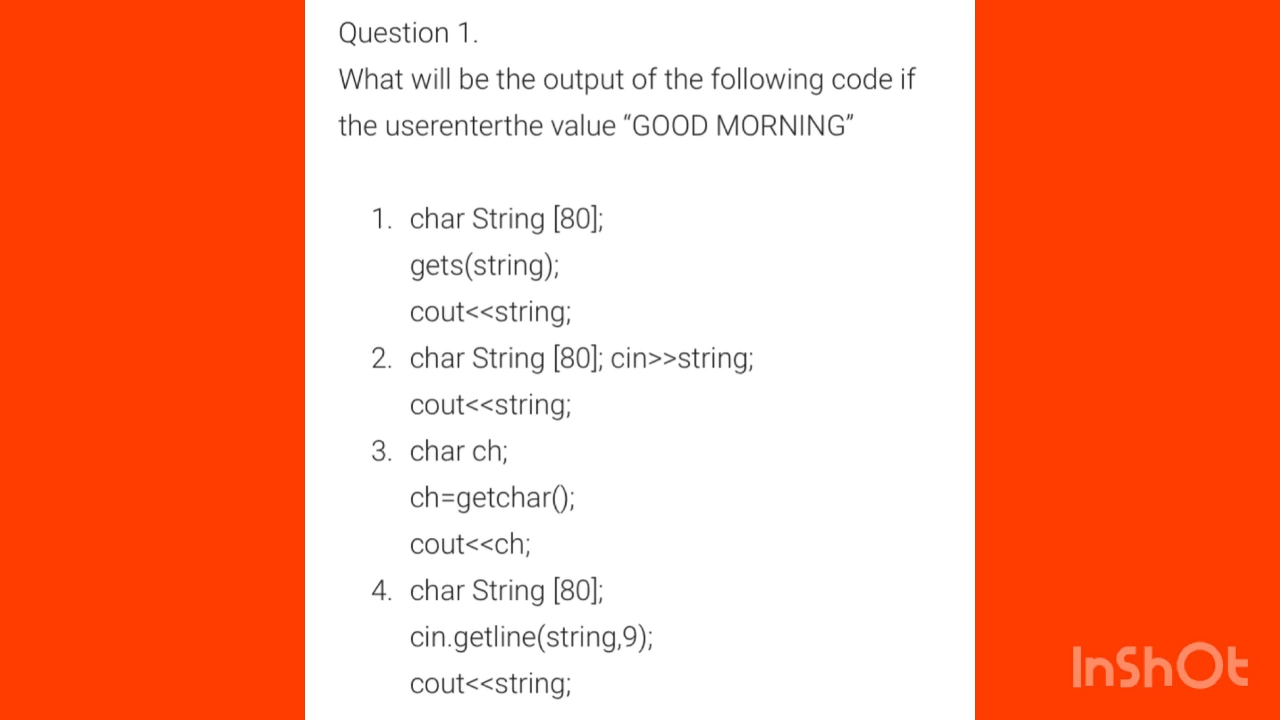 Question 1.
What will be the output of the following code if
the userenterthe value “GOOD MORNING”
1. char String [80];
gets(string);
cout<<string;
2. char String [80]; cin>>string;
cout<<string;
3. char ch;
ch=getchar();
cout<<ch;
4. char String [80];
cin.getline(string,9);
cout<<string;
InShOt